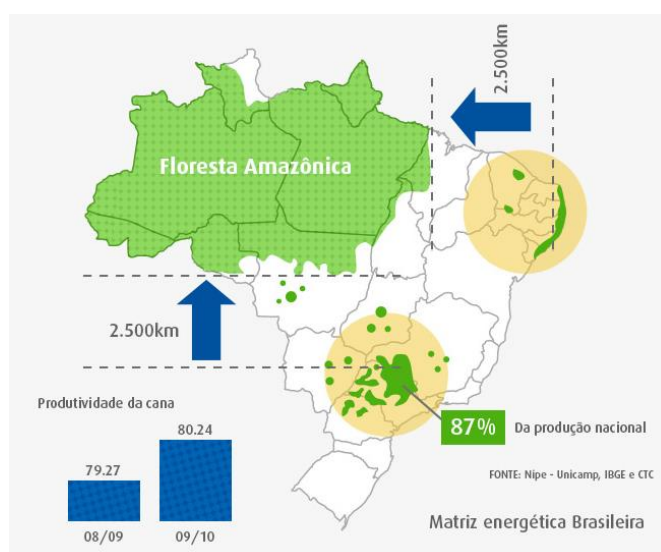 2.500km
Floresta Amazônica
2.500km
Produtividade da cana
80.24
79.27
08/09
09/10
87%
Da produção nacional
FONTE: Nipe - Unicamp, IBGE e CTC
Matriz energética Brasileira